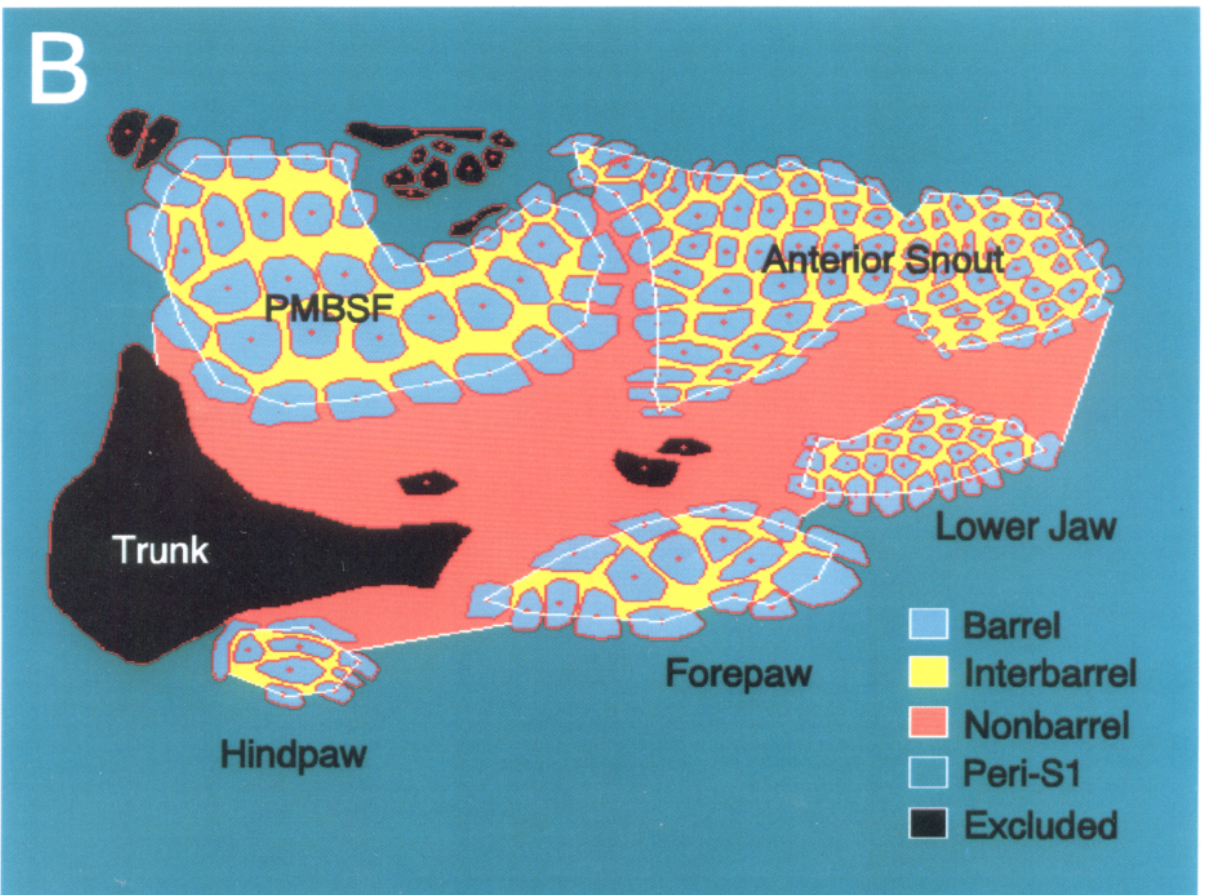 B
Anterior Snout
PMBSF
Lower Jaw
Trunk
Forepaw
Hindpaw
Barrel
Interbarrel
Nonbarrel
Peri-S1
Excluded